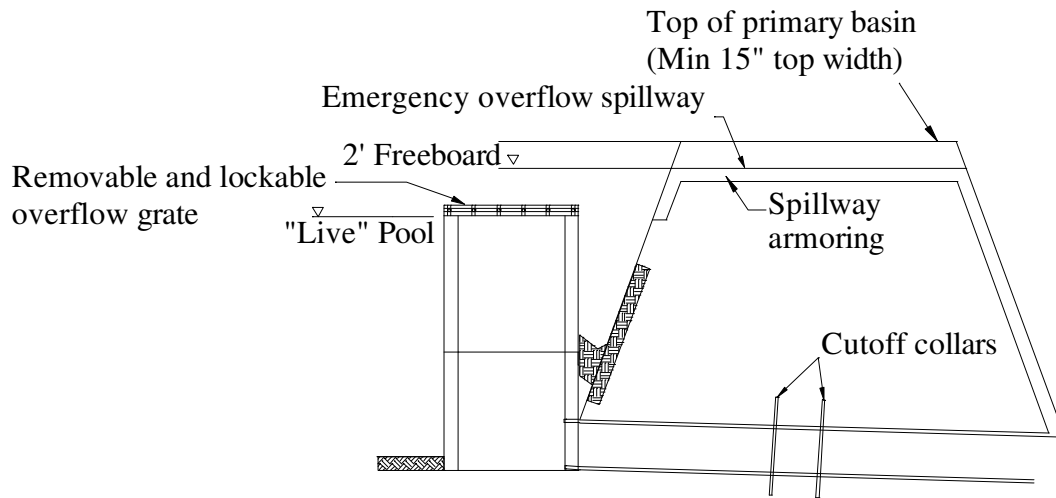 Top of primary basin
(Min 15" top width)
Emergency overflow spillway
2' Freeboard
Removable and lockable
overflow grate
"Live" Pool
Spillway
armoring
Cutoff collars